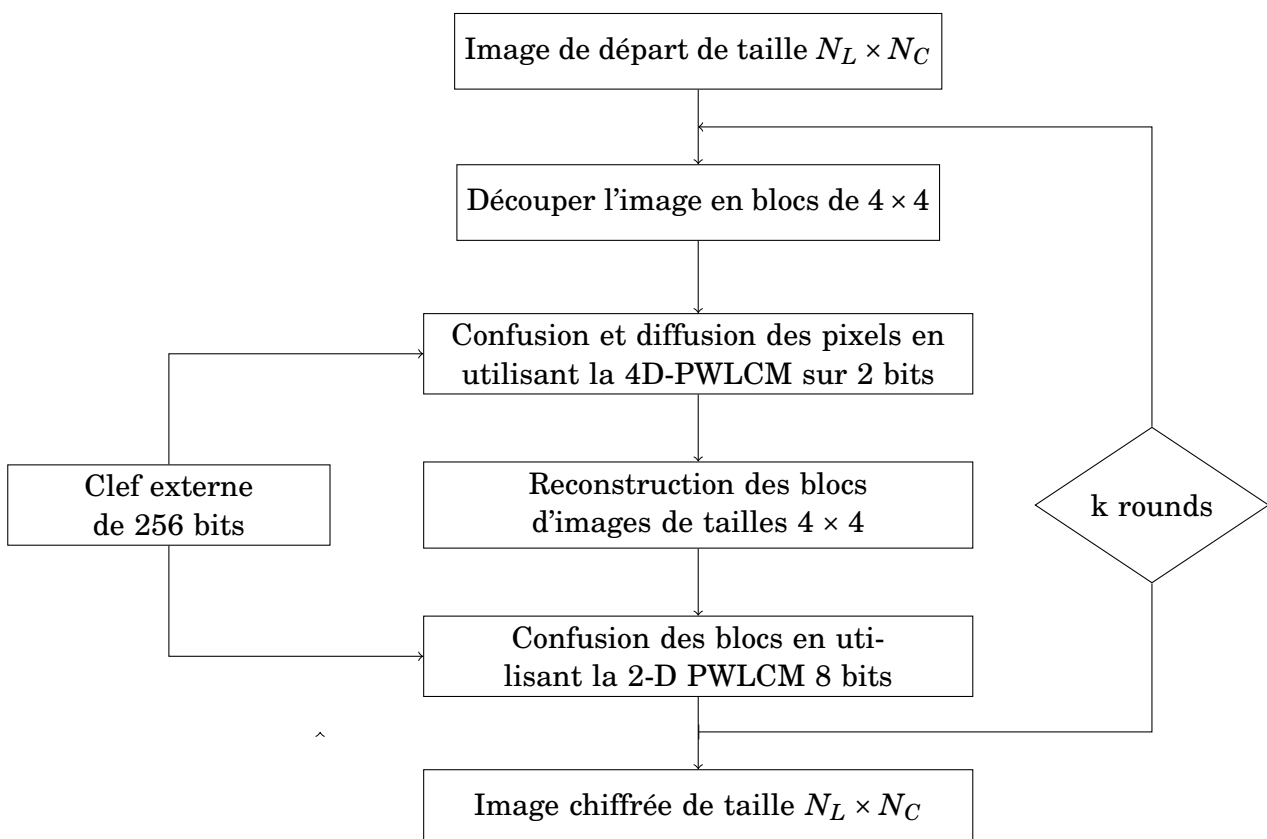 Image de départ de taille N_L × N_C
Découper l'image en blocs de 4 × 4
Confusion et diffusion des pixels en
utilisant la 4D-PWLCM sur 2 bits
Clef externe
de 256 bits
Reconstruction des blocs
d'images de tailles 4 × 4
k rounds
Confusion des blocs en uti-
lisant la 2-D PWLCM 8 bits
Image chiffrée de taille N_L × N_C